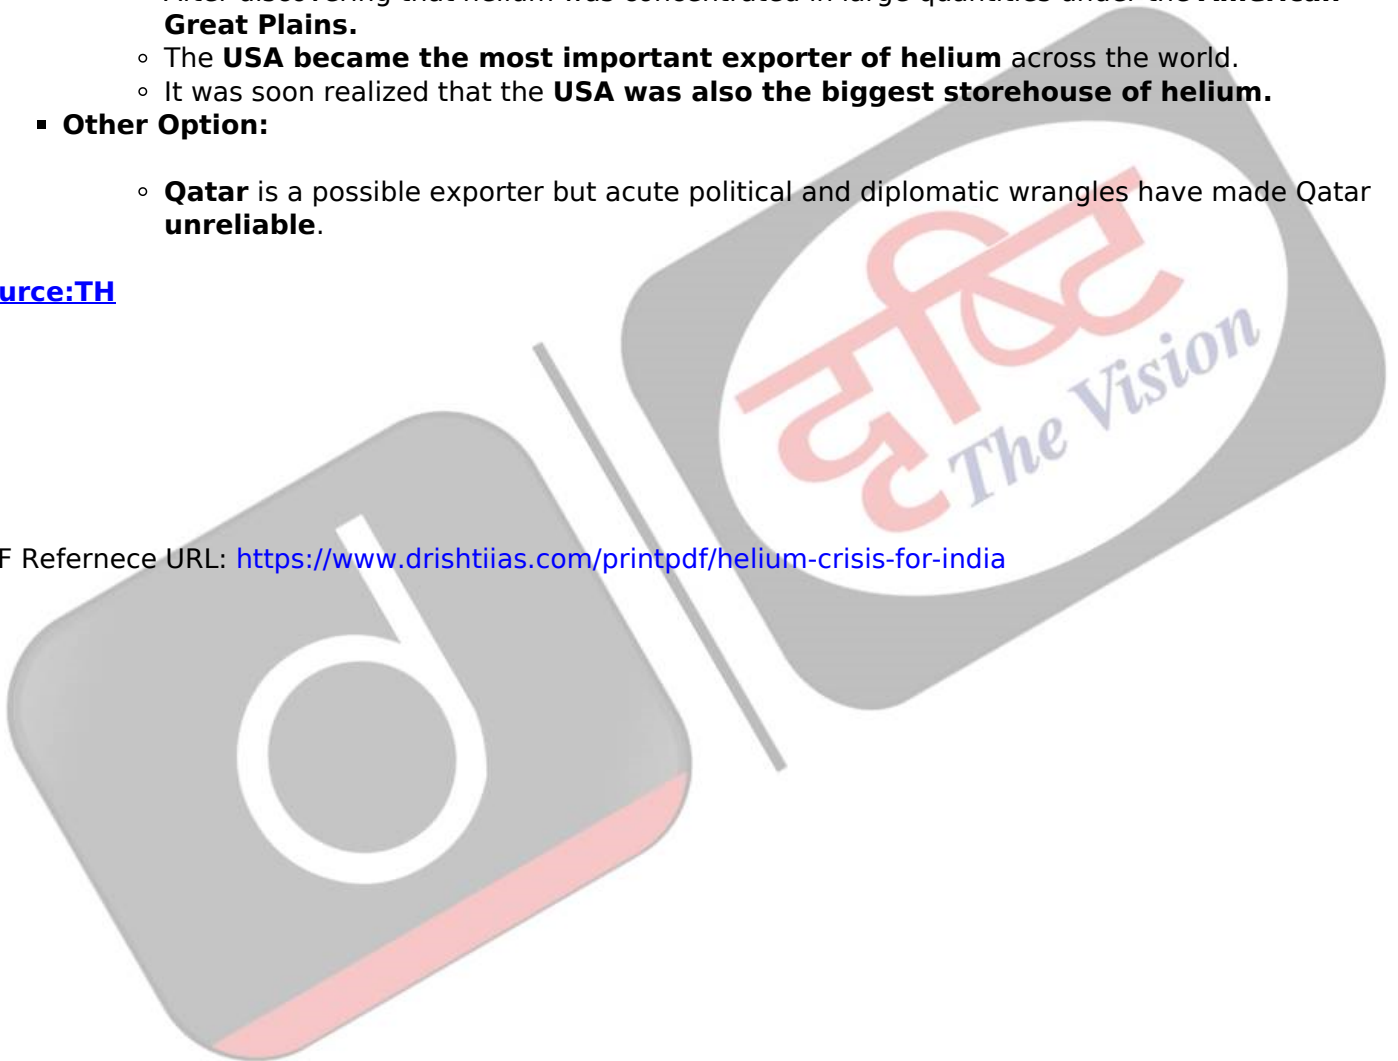 Great Plains.
The USA became the most important exporter of helium across the world.
It was soon realized that the USA was also the biggest storehouse of helium.
Other Option:
Qatar is a possible exporter but acute political and diplomatic wrangles have made Qatar
unreliable.
urce:TH
F Refernece URL: https://www.drishtiias.com/printpdf/helium-crisis-for-india
दृष्टि
The Vision
d